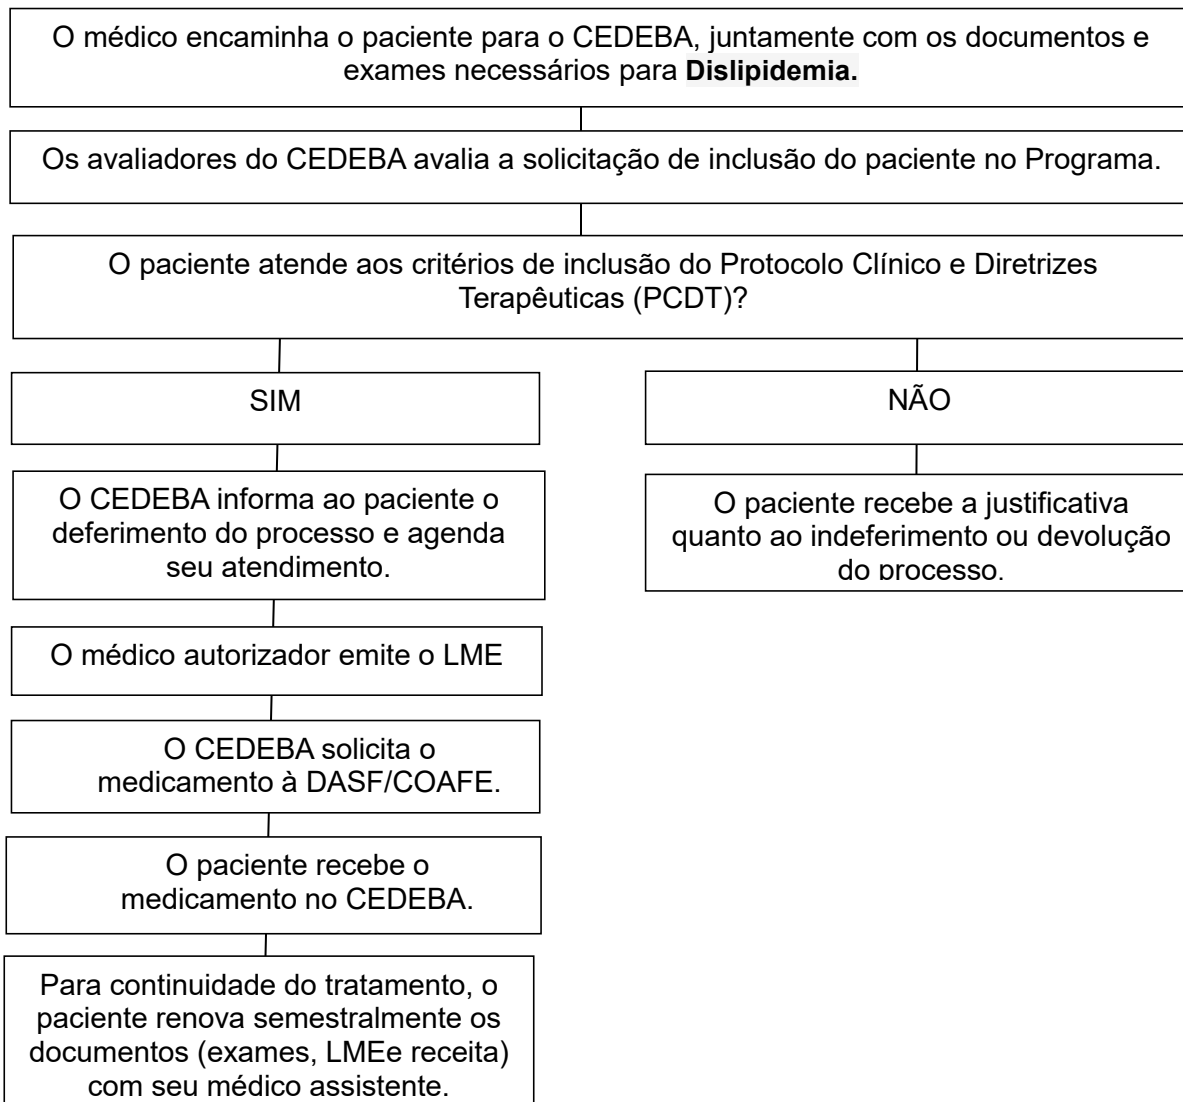 O médico encaminha o paciente para o CEDEBA, juntamente com os documentos e
exames necessários para Dislipidemia.
Os avaliadores do CEDEBA avalia a solicitação de inclusão do paciente no Programa.
O paciente atende aos critérios de inclusão do Protocolo Clínico e Diretrizes
Terapêuticas (PCDT)?
SIM
O CEDEBA informa ao paciente o
deferimento do processo e agenda
seu atendimento.
O médico autorizador emite o LME
O CEDEBA solicita o
medicamento à DASF/COAFE.
O paciente recebe o
medicamento no CEDEBA.
Para continuidade do tratamento, o
paciente renova semestralmente os
documentos (exames, LMEe receita)
com seu médico assistente.
NÃO
O paciente recebe a justificativa
quanto ao indeferimento ou devolução
do processo.